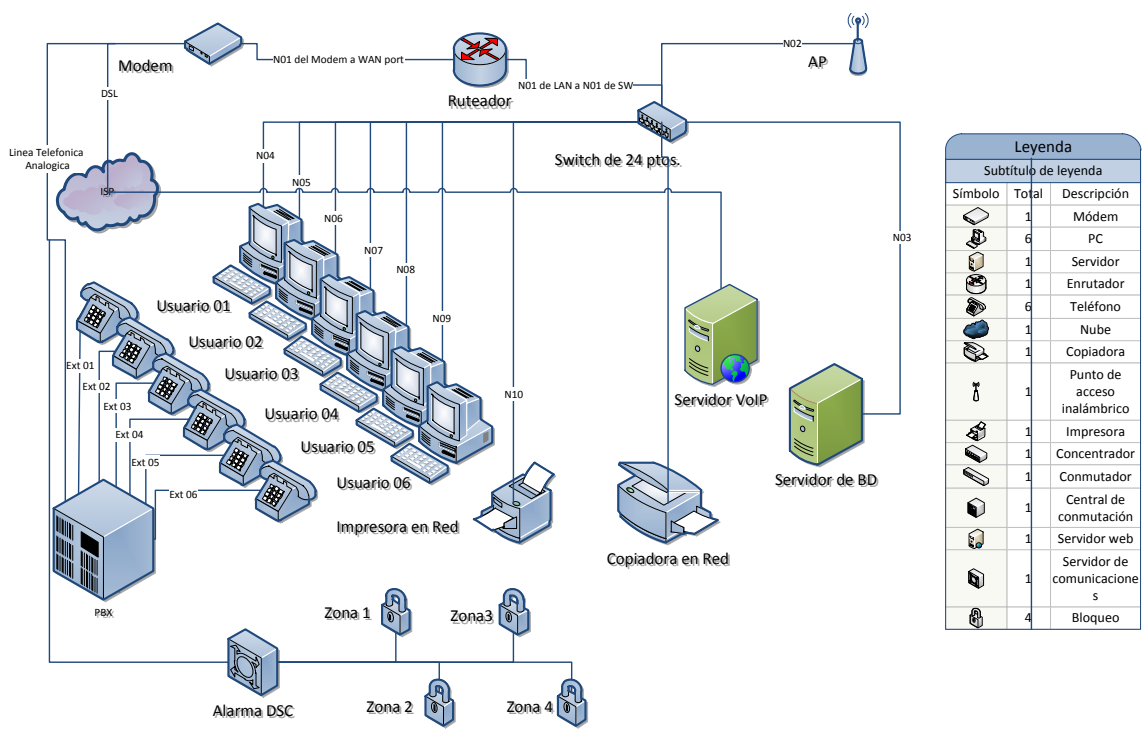 Modem
N01 del Modem a WAN port
Ruteador
N01 de LAN a N01 de SW
N02
AP
DSL
Linea Telefonica
Analogica
ISP
Switch de 24 ptos.
N04
N05
N06
N07
N08
N09
N10
N03
Usuario 01
Usuario 02
Usuario 03
Usuario 04
Usuario 05
Usuario 06
Ext 01
Ext 02
Ext 03
Ext 04
Ext 05
Ext 06
PBX
Impresora en Red
Copiadora en Red
Servidor VoIP
Servidor de BD
Zona 1
Zona3
Zona 2
Zona 4
Alarma DSC
Leyenda
Subtítulo de leyenda
Símbolo Total Descripción
1 Módem
6 PC
1 Servidor
1 Enrutador
6 Teléfono
1 Nube
1 Copiadora
Punto de
1 acceso
inalámbrico
1 Impresora
1 Concentrador
1 Conmutador
1 Central de
conmutación
1 Servidor web
Servidor de
1 comunicacione
s
4 Bloqueo